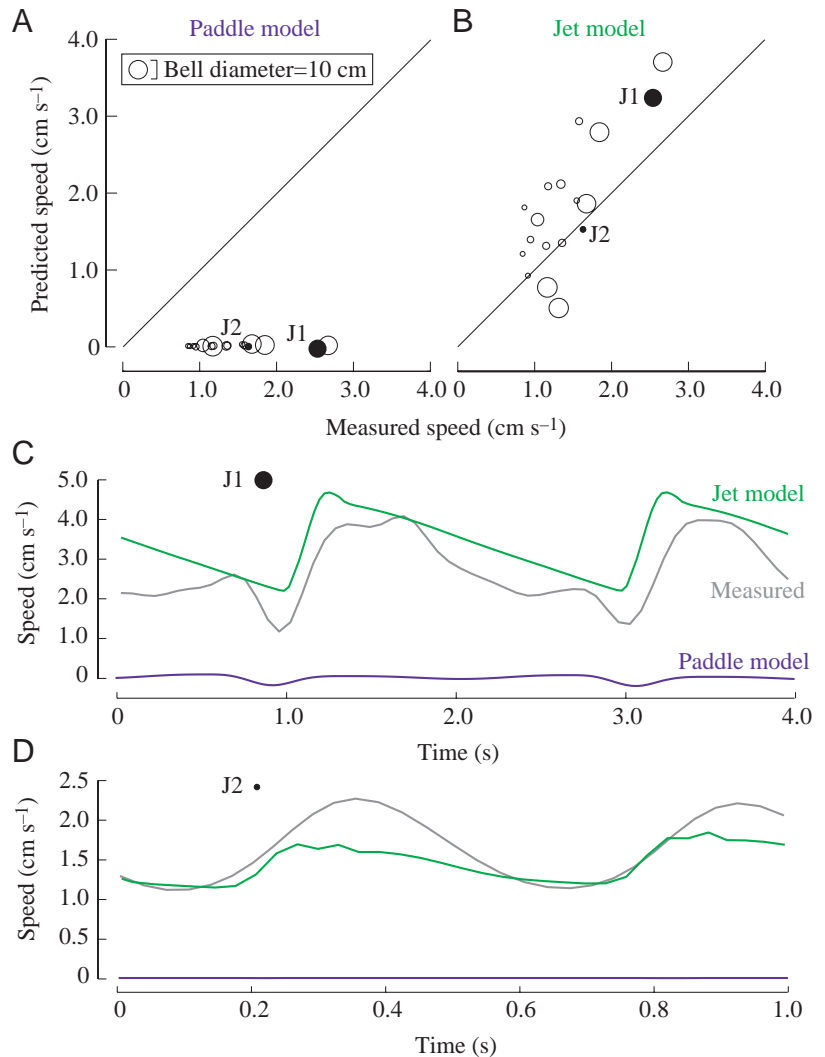 A
Paddle model
B
Jet model
Bell diameter=10 cm
Predicted speed (cm s–1)
4.0
3.0
2.0
1.0
0
J2
J1
J1
J2
0
1.0
2.0
3.0
4.0
0
1.0
2.0
3.0
4.0
Measured speed (cm s–1)
C
J1
Speed (cm s–1)
5.0
4.0
3.0
2.0
1.0
0
Jet model
Measured
Paddle model
0
1.0
2.0
3.0
4.0
Time (s)
D
J2
Speed (cm s–1)
2.5
2.0
1.5
1.0
0.5
0
0
0.2
0.4
0.6
0.8
1.0
Time (s)